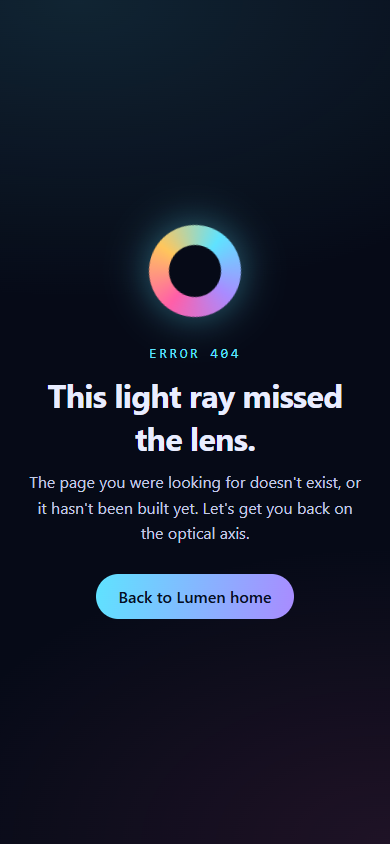 ERROR 404
This light ray missed
the lens.
The page you were looking for doesn't exist, or
it hasn't been built yet. Let's get you back on
the optical axis.
Back to Lumen home